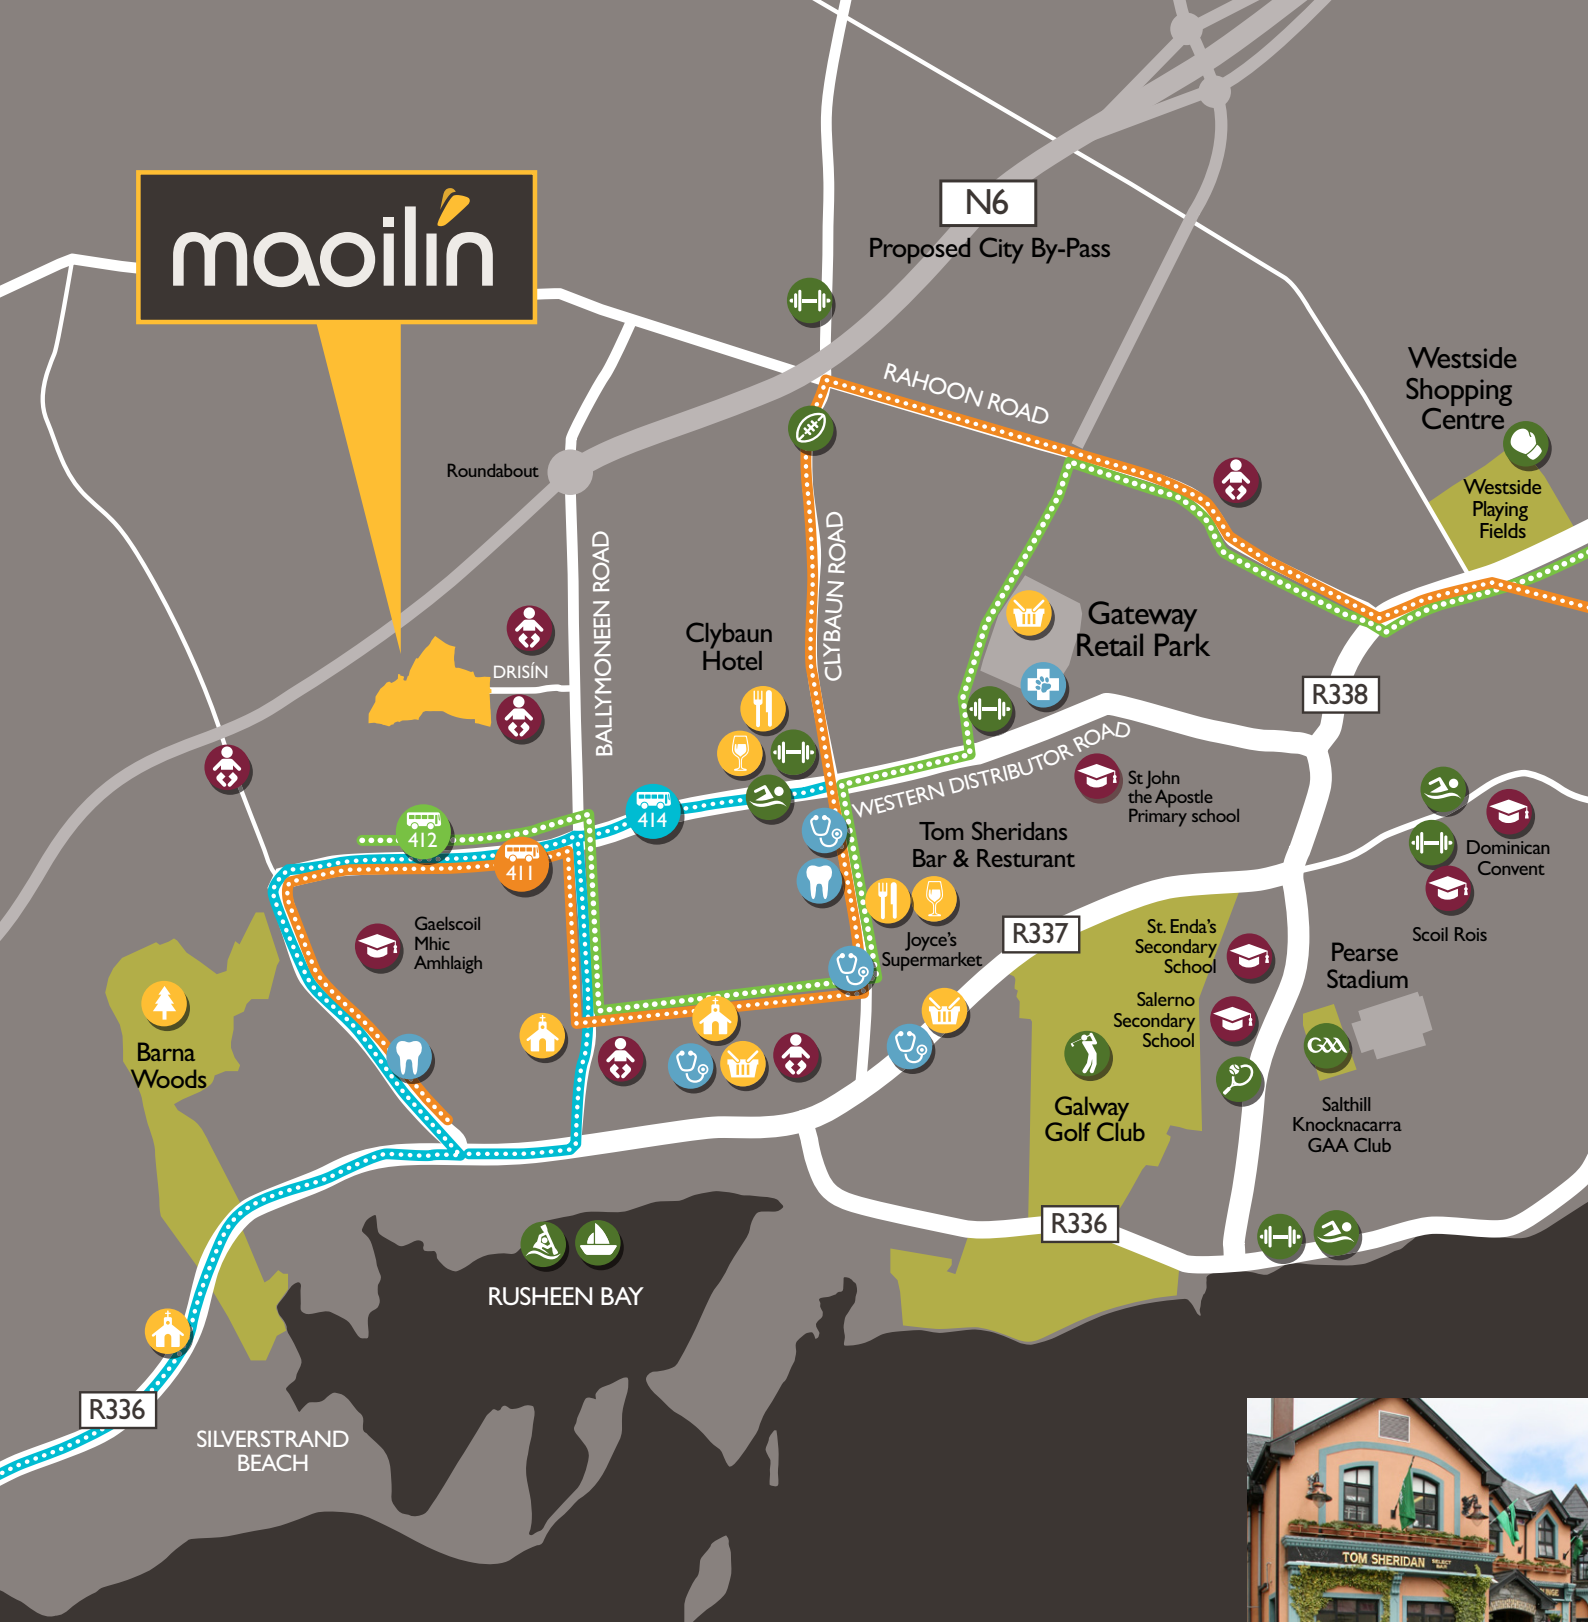 maoilín
N6
Proposed City By-Pass
RAHOON ROAD
Westside
Shopping
Centre
Westside
Playing
Fields
Roundabout
BALLYMONEEN ROAD
CLYBAUN ROAD
Clybaun
Hotel
Gateway
Retail Park
DRISÍN
R338
WESTERN DISTRIBUTOR ROAD
St John
the Apostle
Primary school
414
412
411
Tom Sheridans
Bar & Resturant
Dominican
Convent
Gaelscoil
Mhic
Amhlaigh
Joyce's
Supermarket
R337
St. Enda's
Secondary
School
Scoil Rois
Pearse
Stadium
Salerno
Secondary
School
GAA
Barna
Woods
Galway
Golf Club
Salthill
Knocknacarra
GAA Club
R336
RUSHEEN BAY
R336
SILVERSTRAND
BEACH
TOM SHERIDAN
SELECT
BAR